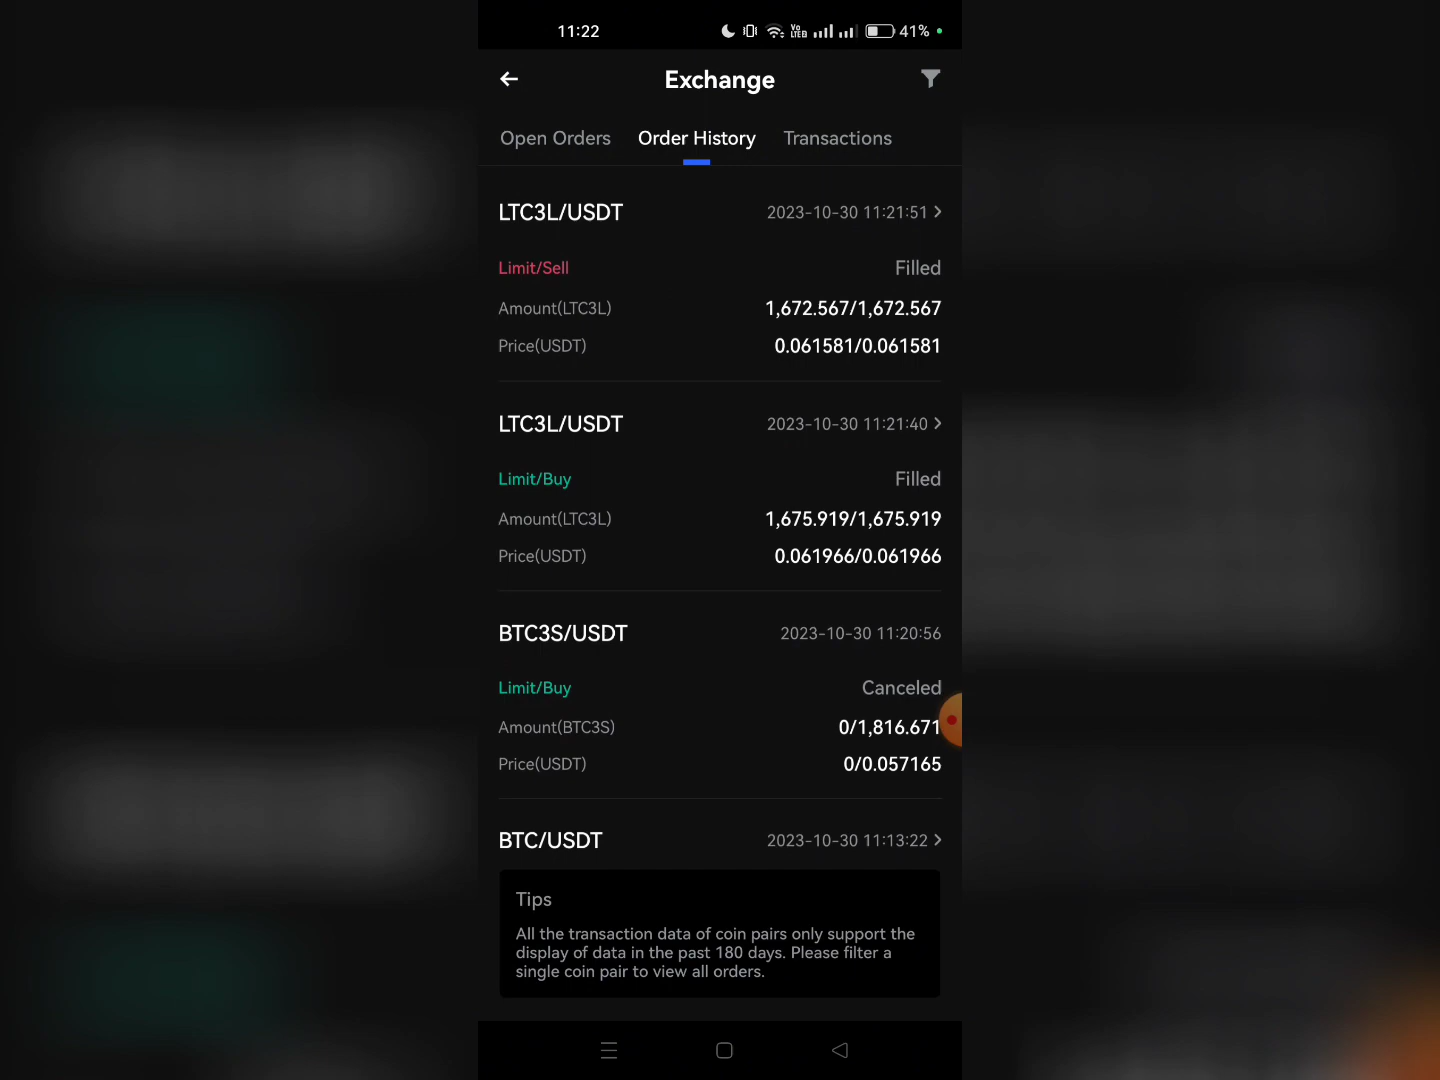 11:22
Vo LTE 41%
Exchange
Open Orders Order History Transactions
LTC3L/USDT 2023-10-30 11:21:51
Limit/Sell Filled
Amount(LTC3L) 1,672.567/1,672.567
Price(USDT) 0.061581/0.061581
LTC3L/USDT 2023-10-30 11:21:40
Limit/Buy Filled
Amount(LTC3L) 1,675.919/1,675.919
Price(USDT) 0.061966/0.061966
BTC3S/USDT 2023-10-30 11:20:56
Limit/Buy Canceled
Amount(BTC3S) 0/1,816.671
Price(USDT) 0/0.057165
BTC/USDT 2023-10-30 11:13:22
Tips
All the transaction data of coin pairs only support the
display of data in the past 180 days. Please filter a
single coin pair to view all orders.